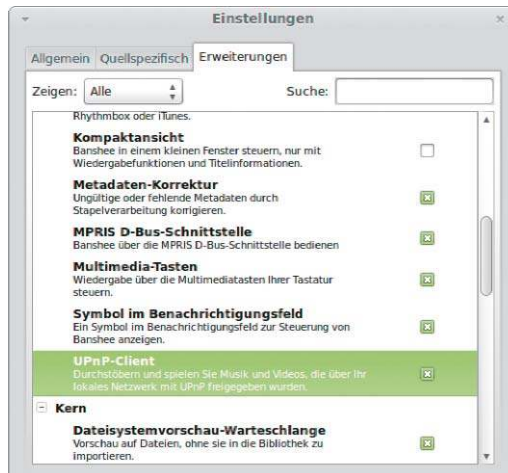 Einstellungen
Allgemein Quellspezifisch Erweiterungen
Zeigen: Alle Suche:
Rhythmbox oder iTunes.
Kompaktansicht
Banshee in einem kleinen Fenster steuern, nur mit
Wiedergabefunktionen und Titelinformationen.
Metadaten-Korrektur
Ungültige oder fehlende Metadaten durch
Stapelverarbeitung korrigieren.
MPRIS D-Bus-Schnittstelle
Banshee über die MPRIS D-Bus-Schnittstelle bedienen
Multimedia-Tasten
Wiedergabe über die Multimediatasten Ihrer Tastatur
steuern.
Symbol im Benachrichtigungsfeld
Ein Symbol im Benachrichtigungsfeld zur Steuerung von
Banshee anzeigen.
UPnP-Client
Durchstöbern und spielen Sie Musik und Videos, die über Ihr
lokales Netzwerk mit UPnP freigegeben wurden.
Kern
Dateisystemvorschau-Warteschlange
Vorschau auf Dateien, ohne sie in die Bibliothek zu
importieren.